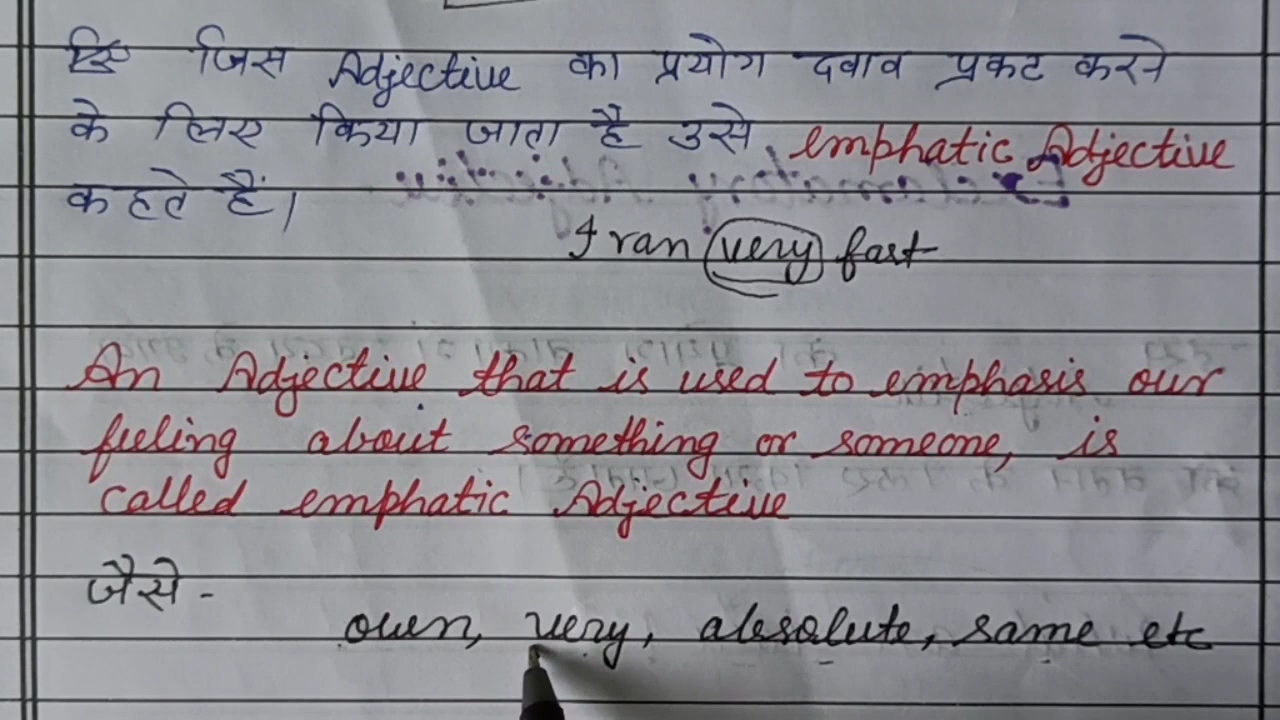 जिस Adjective का प्रयोग दवाव प्रकट करने
के लिए किया जाता है उसे, emphatic Adjective
कहते हैं।
I ran very fast
An Adjective that is used to emphasis our
feeling about something or someone, is
called emphatic Adjective
जैसे -
own, very, absolute, same etc